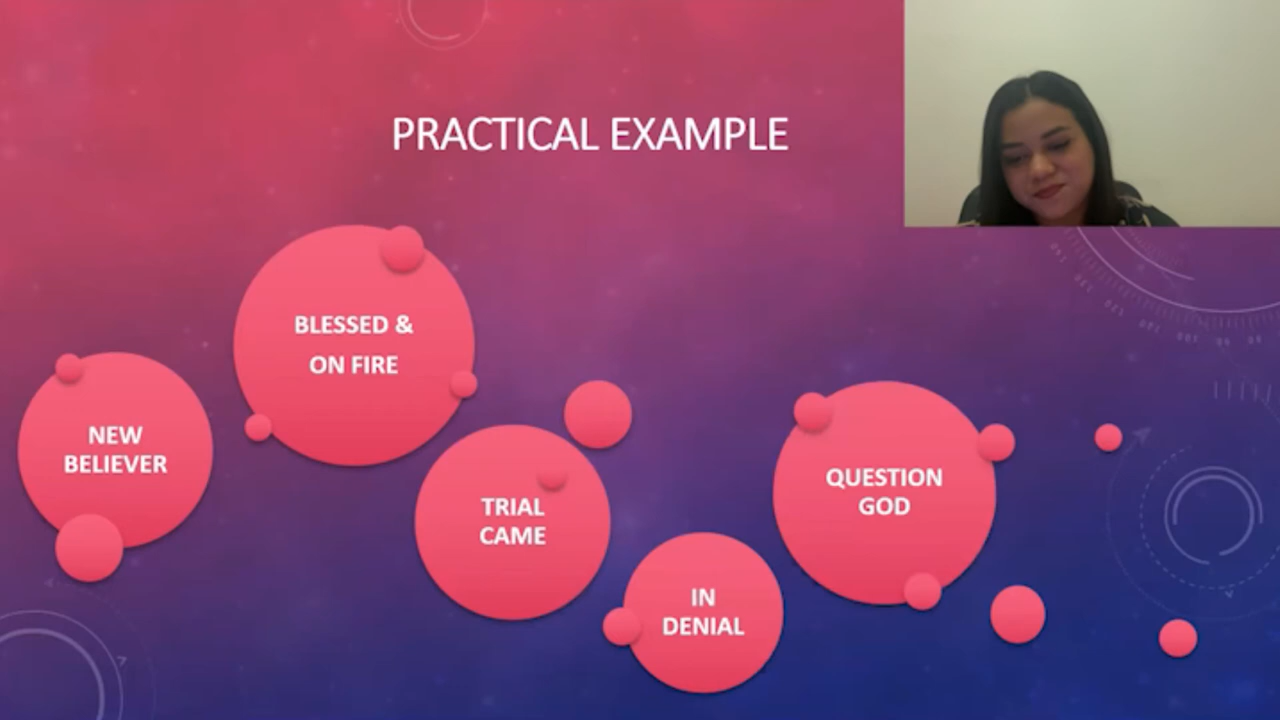 PRACTICAL EXAMPLE
BLESSED &
ON FIRE
NEW
BELIEVER
TRIAL
CAME
IN
DENIAL
QUESTION
GOD